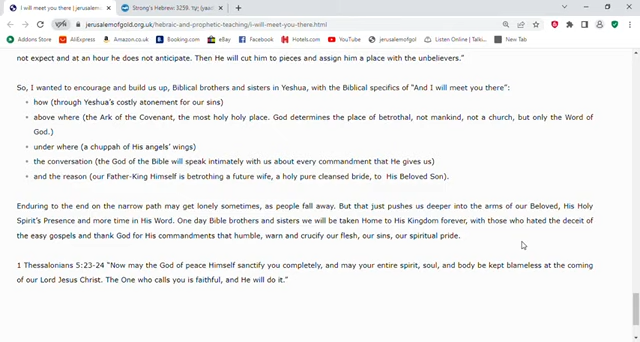 I will meet you there | jerusalem
Strong's Hebrew: 3259.
jerusalemofgold.org.uk/hebraic-and-prophetic-teaching/i-will-meet-you-there.html
Addons Store
AliExpress
Amazon.co.uk
Booking.com
eBay
Facebook
Hotels.com
YouTube
jerusalemofgold
Listen Online | Talki...
New Tab
not expect and at an hour he does not anticipate. Then He will cut him to pieces and assign him a place with the unbelievers."
So, I wanted to encourage and build us up, Biblical brothers and sisters in Yeshua, with the Biblical specifics of "And I will meet you there":
• how (through Yeshua's costly atonement for our sins)
• above where (the Ark of the Covenant, the most holy holy place. God determines the place of betrothal, not mankind, not a church, but only the Word of
God.)
• under where (a chuppah of His angels' wings)
• the conversation (the God of the Bible will speak intimately with us about every commandment that He gives us)
• and the reason (our Father-King Himself is betrothing a future wife, a holy pure cleansed bride, to His Beloved Son).
Enduring to the end on the narrow path may get lonely sometimes, as people fall away. But that just pushes us deeper into the arms of our Beloved, His Holy
Spirit's Presence and more time in His Word. One day Bible brothers and sisters we will be taken Home to His Kingdom forever, with those who hated the deceit of
the easy gospels and thank God for His commandments that humble, warn and crucify our flesh, our sins, our spiritual pride.
1 Thessalonians 5:23-24 "Now may the God of peace Himself sanctify you completely, and may your entire spirit, soul, and body be kept blameless at the coming
of our Lord Jesus Christ. The One who calls you is faithful, and He will do it."